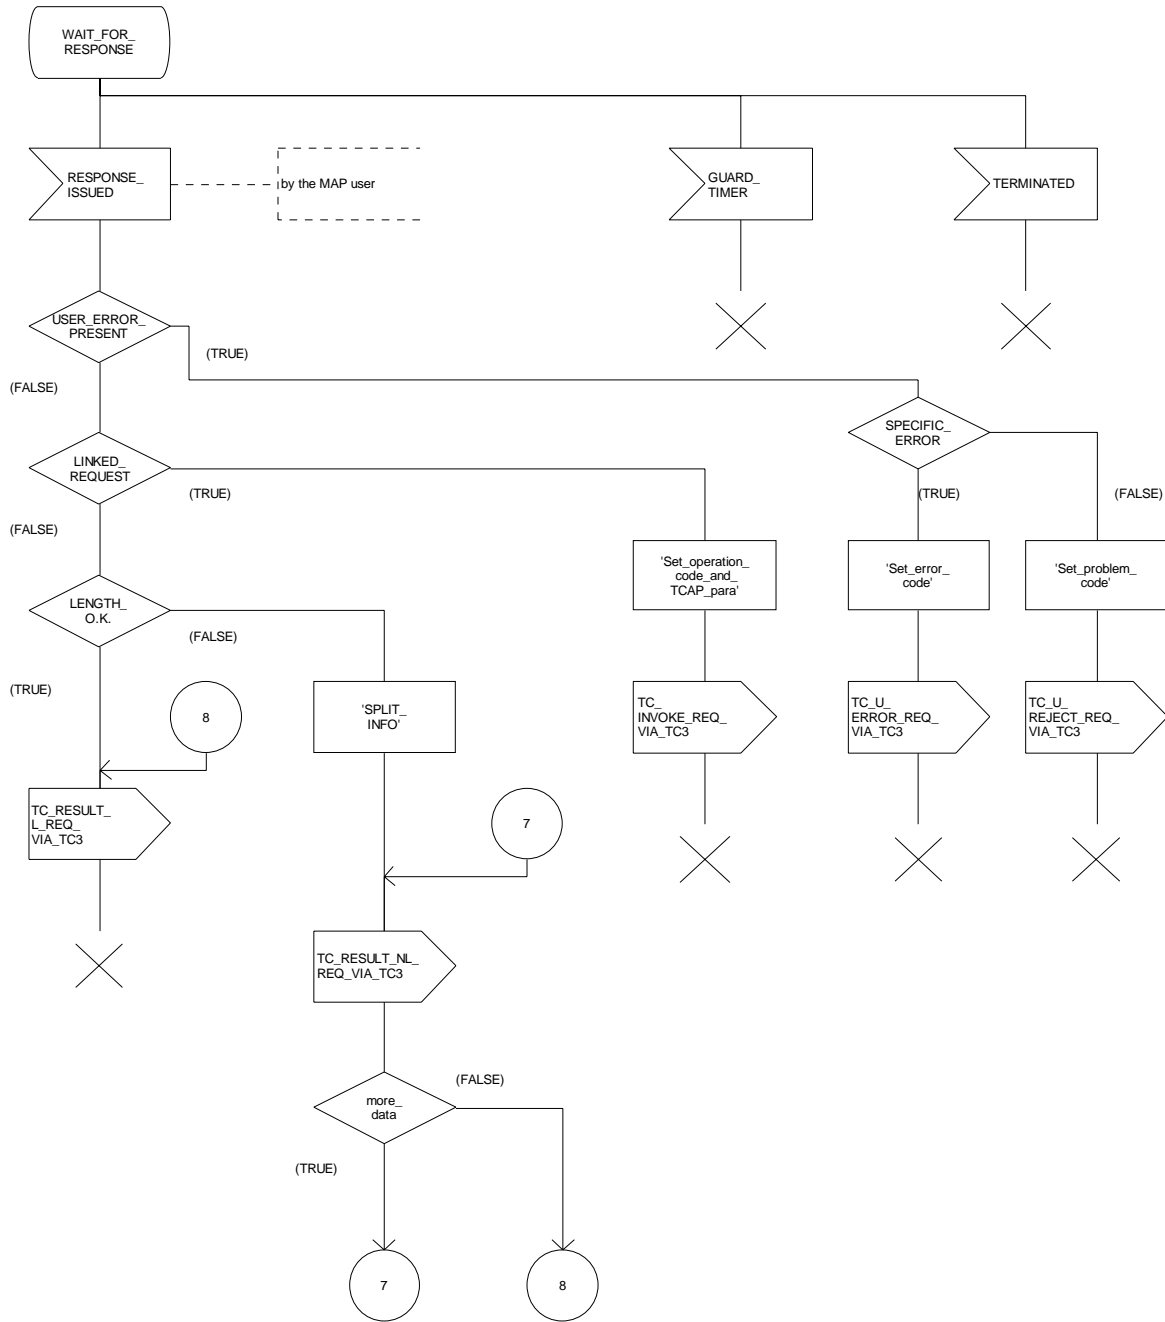 WAIT_FOR_
RESPONSE
RESPONSE_
ISSUED
by the MAP user
GUARD_
TIMER
TERMINATED
USER_ERROR_
PRESENT
(TRUE)
(FALSE)
SPECIFIC_
ERROR
LINKED_
REQUEST
(TRUE)
(TRUE)
(FALSE)
(FALSE)
'Set_operation_
code_and_
TCAP_para'
'Set_error_
code'
'Set_problem_
code'
LENGTH_
O.K.
(FALSE)
(TRUE)
8
'SPLIT_
INFO'
TC_
INVOKE_REQ_
VIA_TC3
TC_U_
ERROR_REQ_
VIA_TC3
TC_U_
REJECT_REQ_
VIA_TC3
TC_RESULT_
L_REQ_
VIA_TC3
7
TC_RESULT_NL_
REQ_VIA_TC3
(FALSE)
more_
data
(TRUE)
7
8